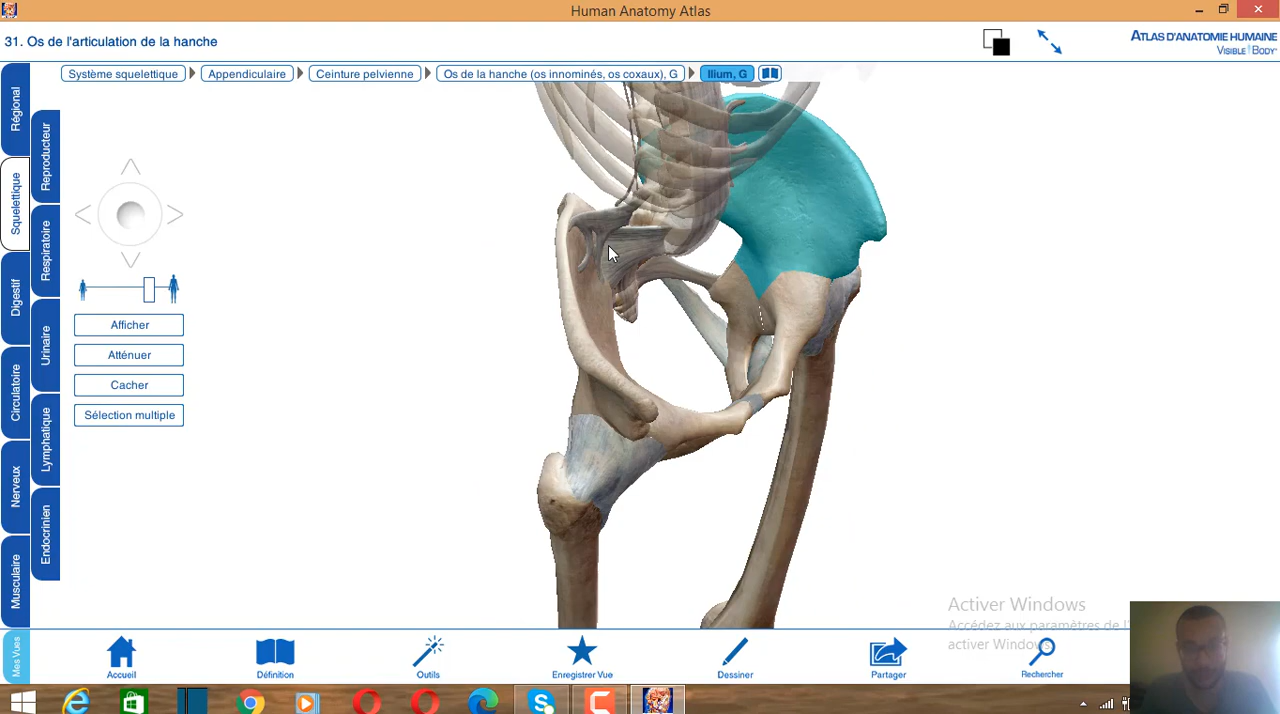 Human Anatomy Atlas
31. Os de l'articulation de la hanche
ATLAS D'ANATOMIE HUMAINE
VISIBLE BODY®
Système squelettique
Appendiculaire
Ceinture pelvienne
Os de la hanche (os innominés, os coxaux), G
Ilium, G
Régional
Squelettique
Digestif
Circulatoire
Nerveux
Musculaire
Mes Vues
Reproducteur
Respiratoire
Urinaire
Lymphatique
Endocrinien
Afficher
Atténuer
Cacher
Sélection multiple
Activer Windows
Accédez aux paramètres de l'
activer Windows
Accueil
Définition
Outils
Enregistrer Vue
Dessiner
Partager
Rechercher